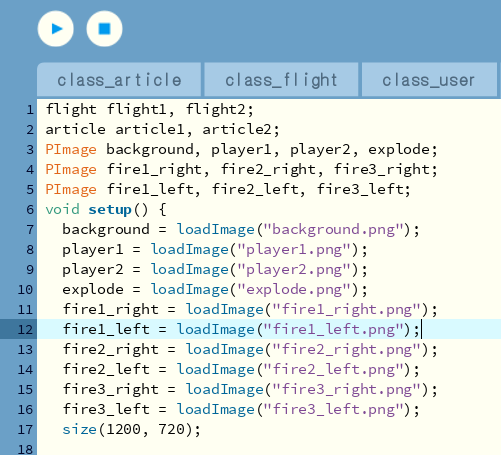 class_article class_flight class_user
1 flight flight1, flight2;
2 article article1, article2;
3 PImage background, player1, player2, explode;
4 PImage fire1_right, fire2_right, fire3_right;
5 PImage fire1_left, fire2_left, fire3_left;
6 void setup() {
7 background = loadImage("background.png");
8 player1 = loadImage("player1.png");
9 player2 = loadImage("player2.png");
10 explode = loadImage("explode.png");
11 fire1_right = loadImage("fire1_right.png");
12 fire1_left = loadImage("fire1_left.png");
13 fire2_right = loadImage("fire2_right.png");
14 fire2_left = loadImage("fire2_left.png");
15 fire3_right = loadImage("fire3_right.png");
16 fire3_left = loadImage("fire3_left.png");
17 size(1200, 720);
18